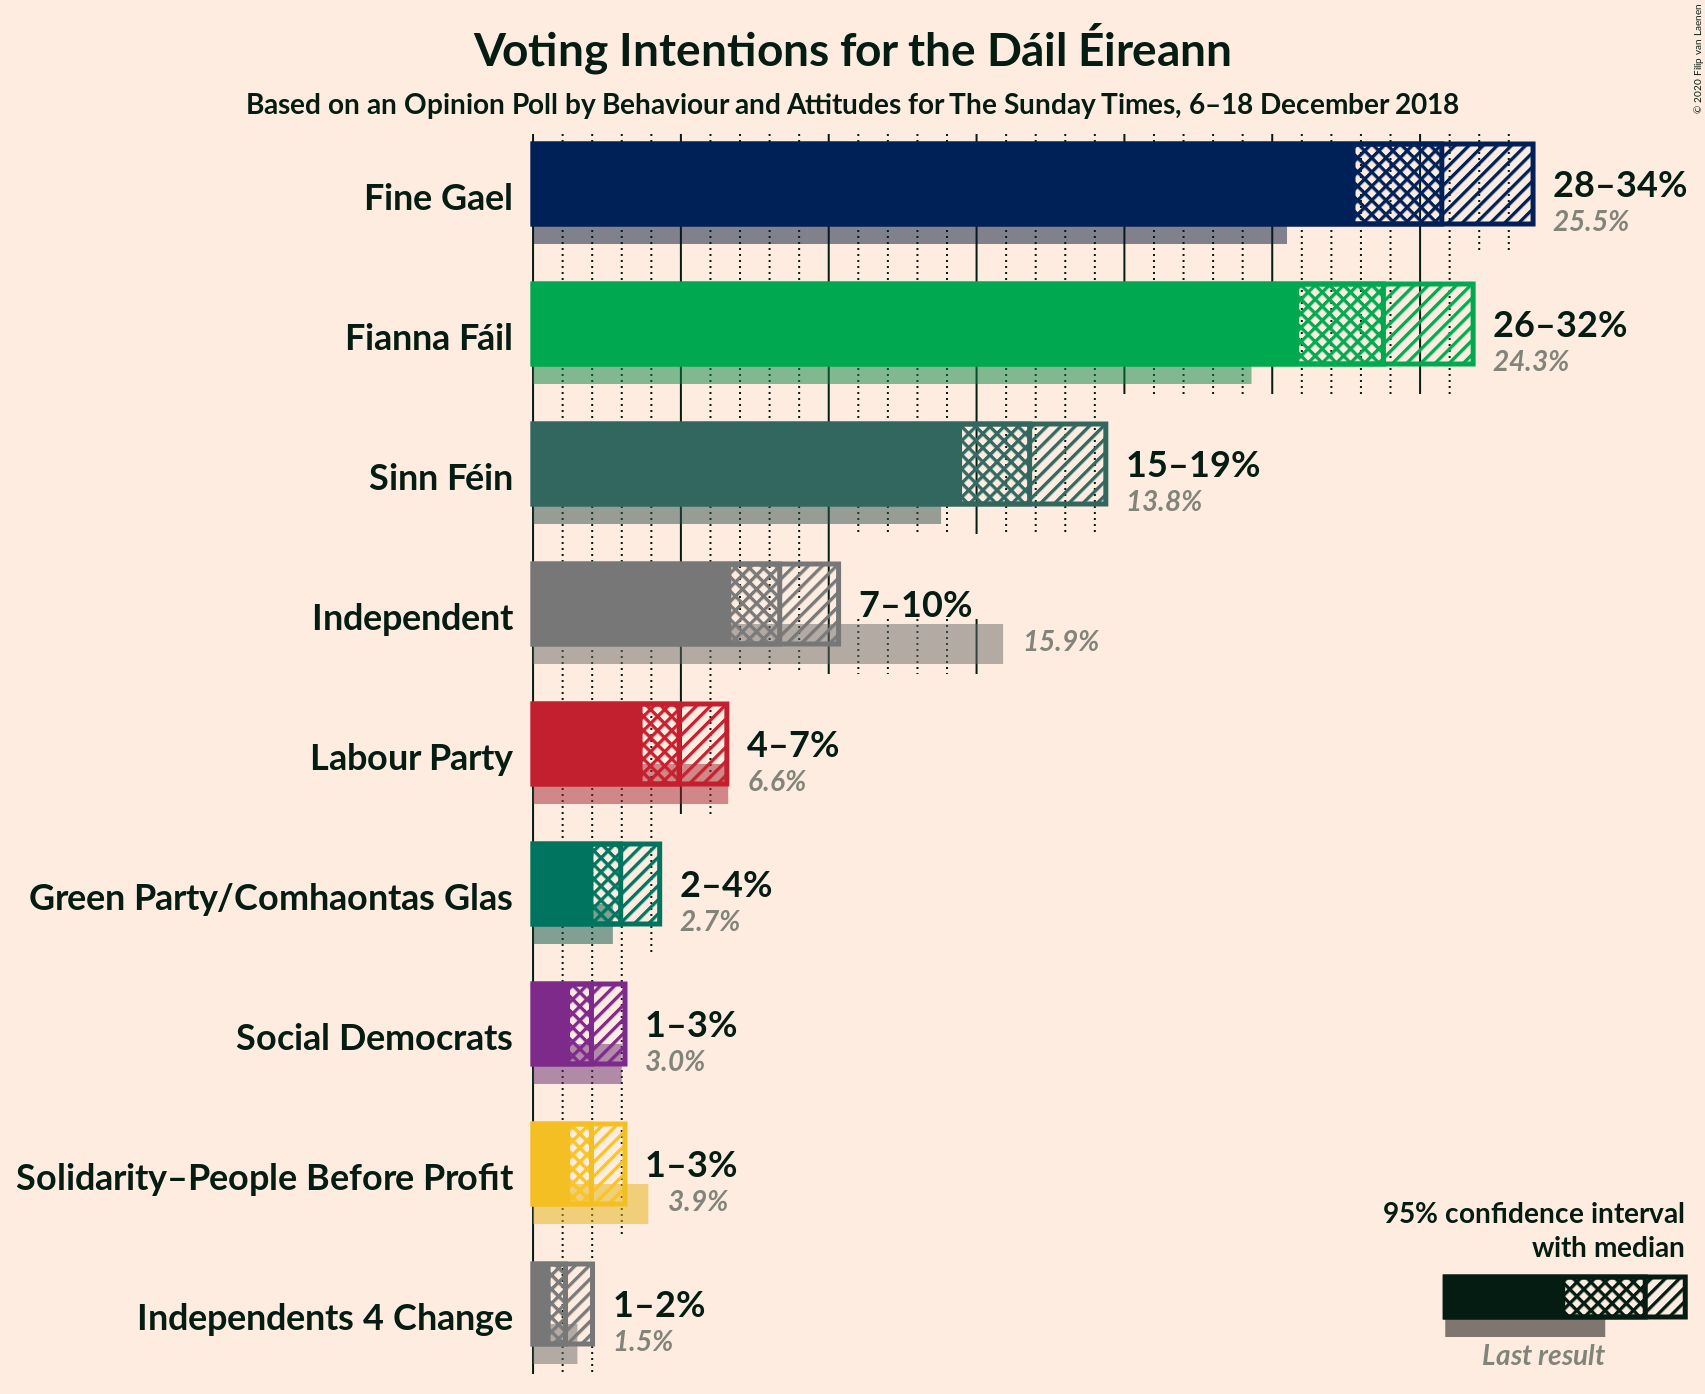 Voting Intentions for the Dáil Éireann
Based on an Opinion Poll by Behaviour and Attitudes for The Sunday Times, 6–18 December 2018
© 2020 Filip van Laenen
Fine Gael
28–34%
25.5%
Fianna Fáil
26–32%
24.3%
Sinn Féin
15–19%
13.8%
Independent
7–10%
15.9%
Labour Party
4–7%
6.6%
Green Party/Comhaontas Glas
2–4%
2.7%
Social Democrats
1–3%
3.0%
Solidarity–People Before Profit
1–3%
3.9%
Independents 4 Change
1–2%
1.5%
95% confidence interval
with median
Last result